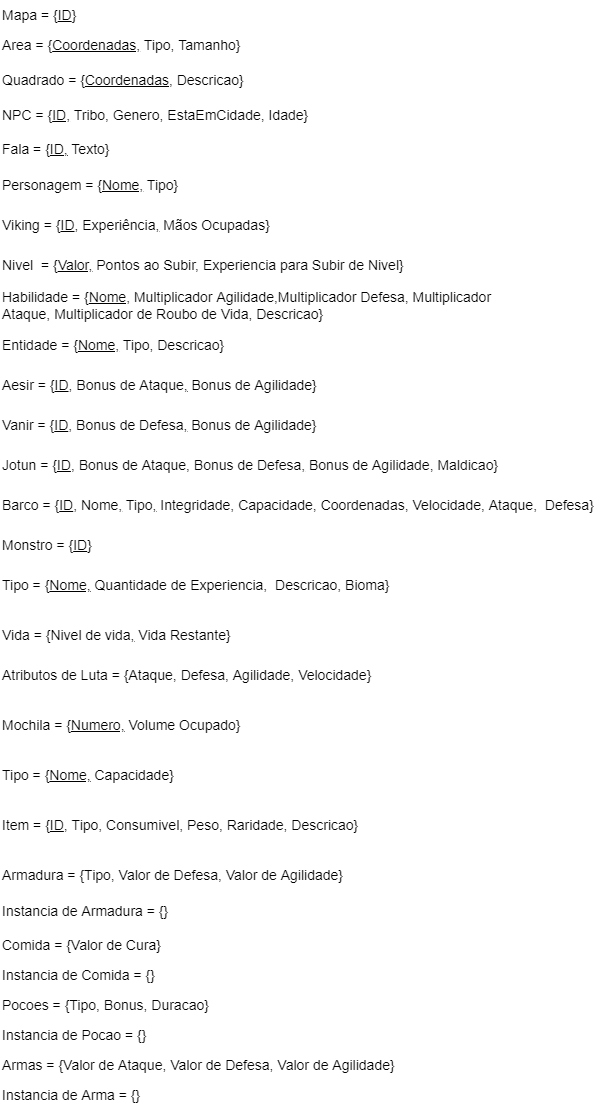 Mapa = {ID}
Area = {Coordenadas, Tipo, Tamanho}
Quadrado = {Coordenadas, Descricao}
NPC = {ID, Tribo, Genero, EstaEmCidade, Idade}
Fala = {ID, Texto}
Personagem = {Nome, Tipo}
Viking = {ID, Experiência, Mãos Ocupadas}
Nivel  = {Valor, Pontos ao Subir, Experiencia para Subir de Nivel}
Habilidade = {Nome, Multiplicador Agilidade,Multiplicador Defesa, Multiplicador
Ataque, Multiplicador de Roubo de Vida, Descricao}
Entidade = {Nome, Tipo, Descricao}
Aesir = {ID, Bonus de Ataque, Bonus de Agilidade}
Vanir = {ID, Bonus de Defesa, Bonus de Agilidade}
Jotun = {ID, Bonus de Ataque, Bonus de Defesa, Bonus de Agilidade, Maldicao}
Barco = {ID, Nome, Tipo, Integridade, Capacidade, Coordenadas, Velocidade, Ataque,  Defesa}
Monstro = {ID}
Tipo = {Nome, Quantidade de Experiencia,  Descricao, Bioma}
Vida = {Nivel de vida, Vida Restante}
Atributos de Luta = {Ataque, Defesa, Agilidade, Velocidade}
Mochila = {Numero, Volume Ocupado}
Tipo = {Nome, Capacidade}
Item = {ID, Tipo, Consumivel, Peso, Raridade, Descricao}
Armadura = {Tipo, Valor de Defesa, Valor de Agilidade}
Instancia de Armadura = {}
Comida = {Valor de Cura}
Instancia de Comida = {}
Pocoes = {Tipo, Bonus, Duracao}
Instancia de Pocao = {}
Armas = {Valor de Ataque, Valor de Defesa, Valor de Agilidade}
Instancia de Arma = {}